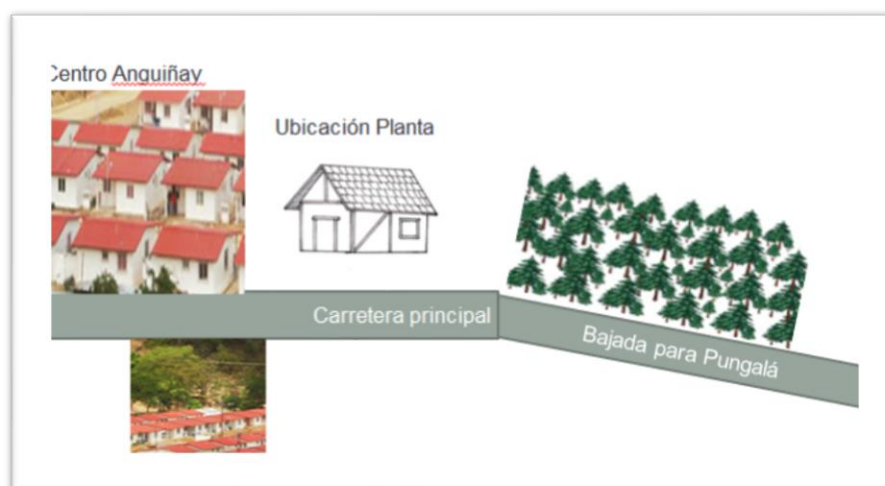 Centro Anguiñay
Ubicación Planta
Carretera principal
Bajada para Pungalá